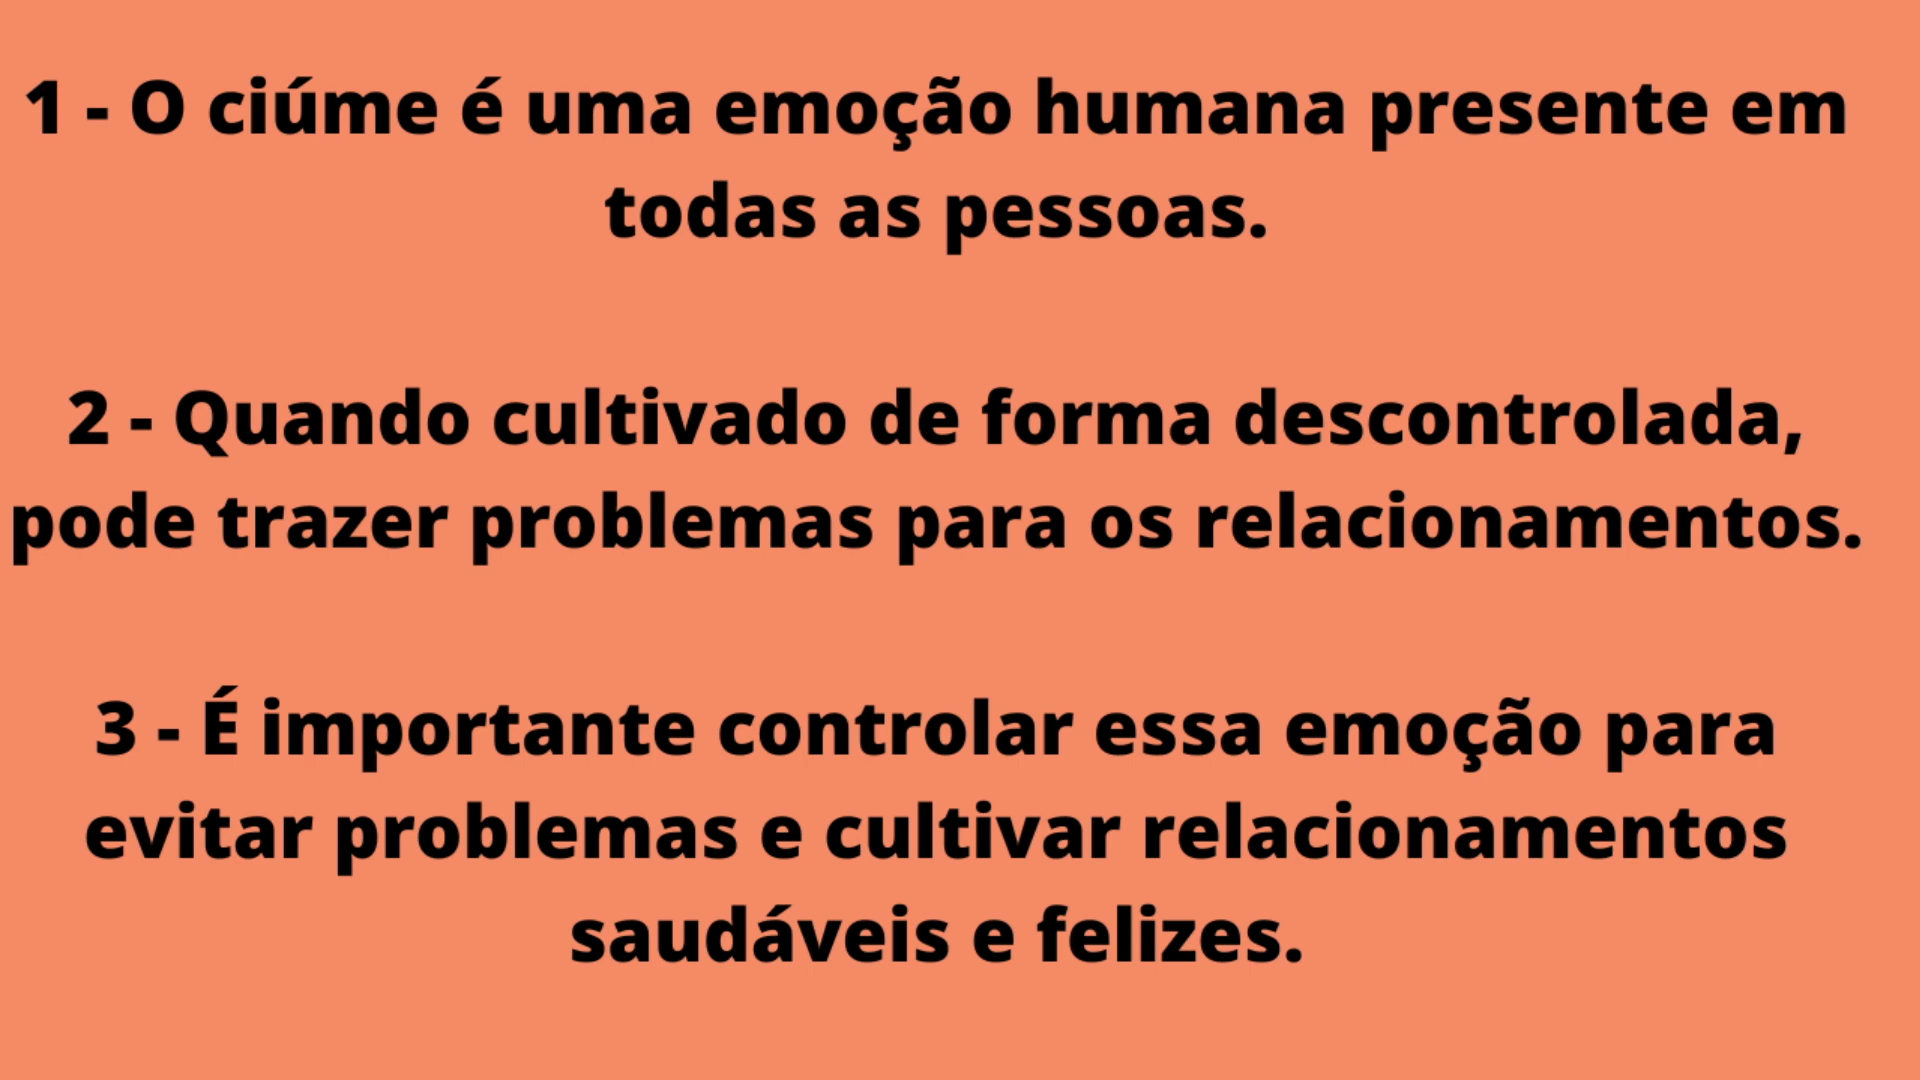 1 - O ciúme é uma emoção humana presente em
todas as pessoas.
2 - Quando cultivado de forma descontrolada,
pode trazer problemas para os relacionamentos.
3 - É importante controlar essa emoção para
evitar problemas e cultivar relacionamentos
saudáveis e felizes.